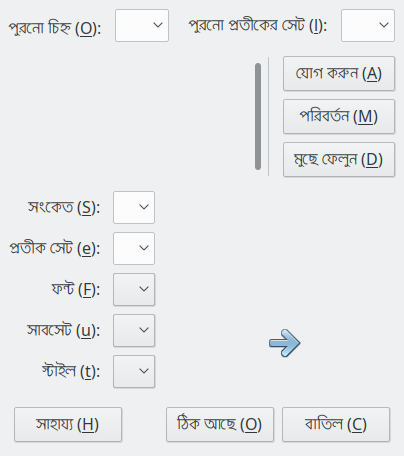 পুরনো চিহ্ন (O): পুরনো প্রতীকের সেট (I):
যোগ করুন (A)
পরিবর্তন (M)
মুছে ফেলুন (D)
সংকেত (S):
প্রতীক সেট (e):
ফন্ট (F):
সাবসেট (u):
স্টাইল (t):
সাহায্য (H) ঠিক আছে (O) বাতিল (C)